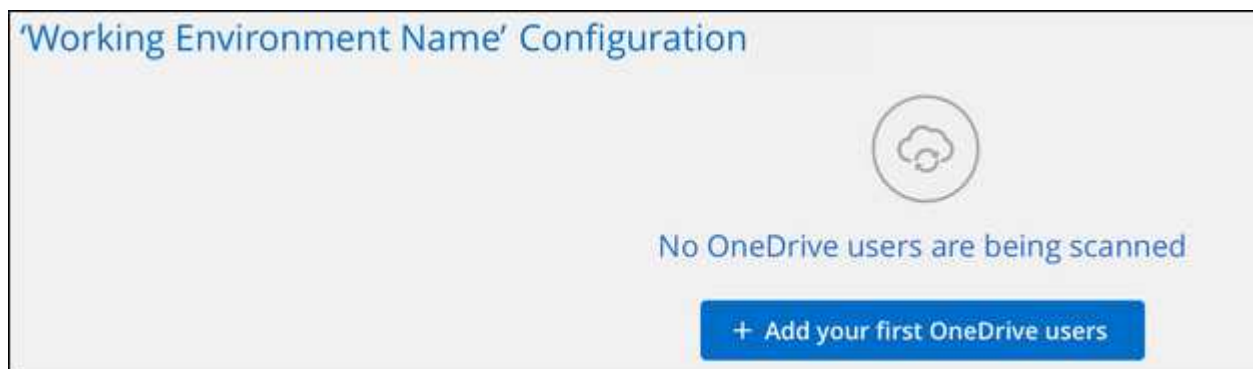 ‘Working Environment Name’ Configuration
No OneDrive users are being scanned
+ Add your first OneDrive users